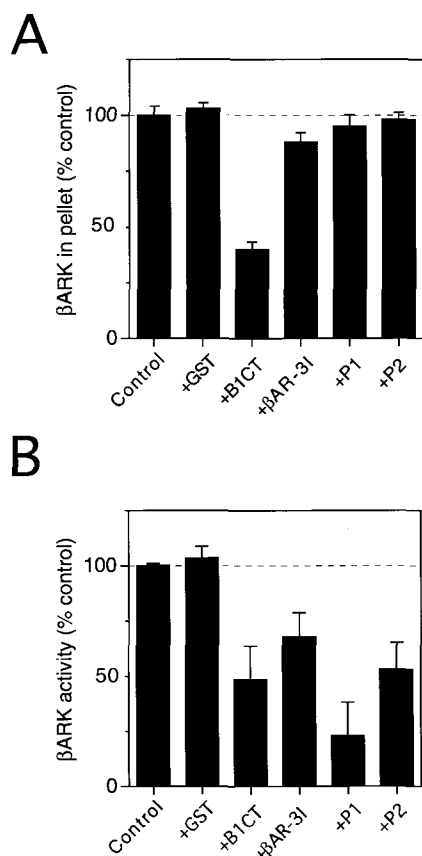 A
βARK in pellet (% control)
100
50
0
Control
+GST
+B1CT
+βAR-3I
+P1
+P2
B
βARK activity (% control)
100
50
0
Control
+GST
+B1CT
+βAR-3I
+P1
+P2